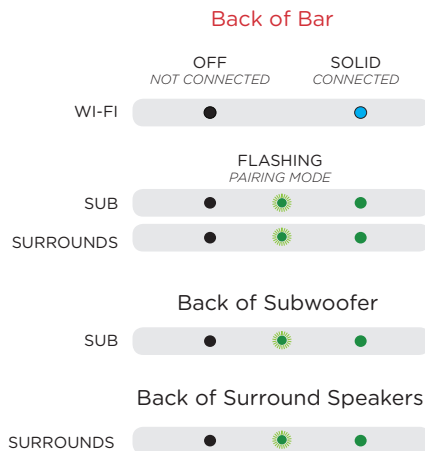 Back of Bar
OFF SOLID
NOT CONNECTED CONNECTED
WI-FI
FLASHING
PAIRING MODE
SUB
SURROUNDS
Back of Subwoofer
SUB
Back of Surround Speakers
SURROUNDS